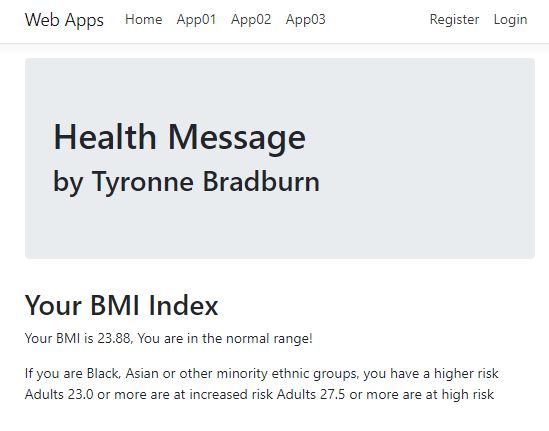 Web Apps Home App01 App02 App03 Register Login
Health Message
by Tyronne Bradburn
Your BMI Index
Your BMI is 23.88, You are in the normal range!
If you are Black, Asian or other minority ethnic groups, you have a higher risk
Adults 23.0 or more are at increased risk Adults 27.5 or more are at high risk